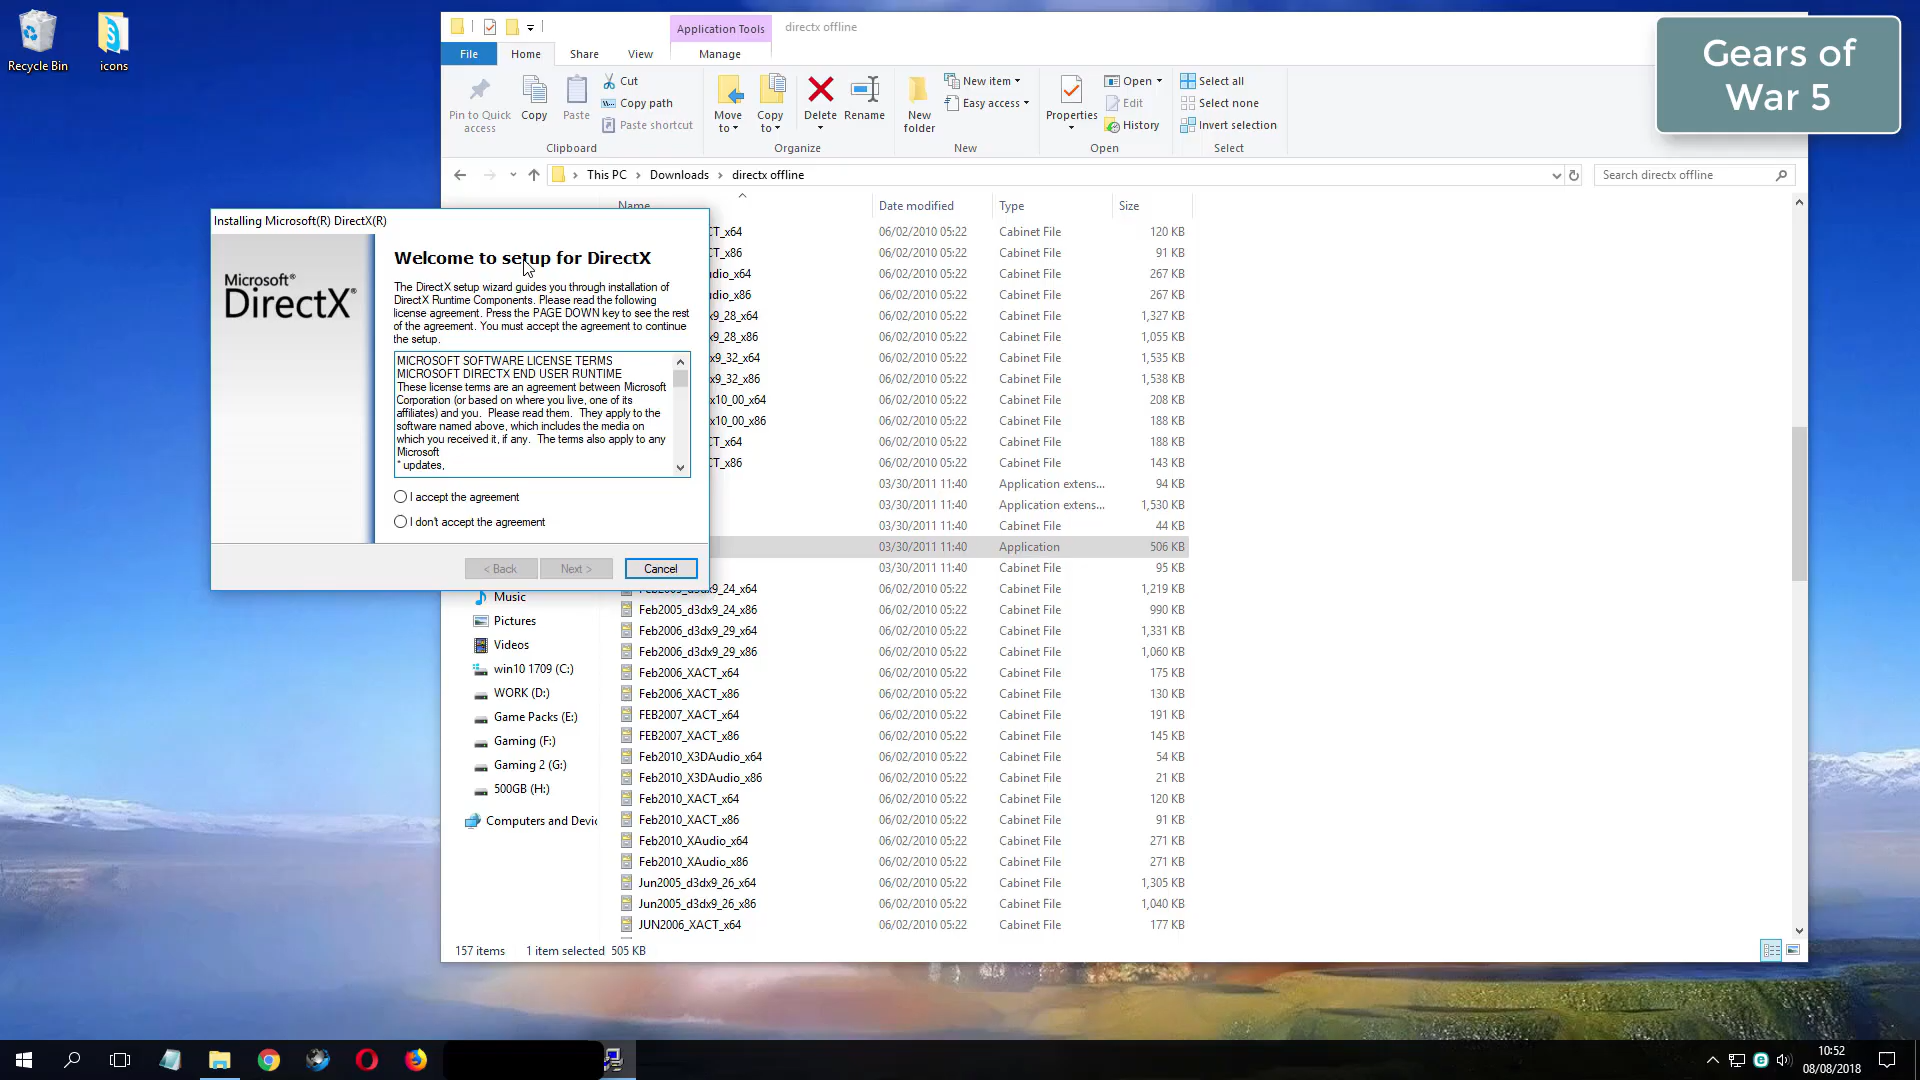 Recycle Bin
icons
Application Tools
directx offline
File
Home
Share
View
Manage
Pin to Quick
access
Copy
Paste
Cut
Copy path
Paste shortcut
Clipboard
Move
to
Copy
to
Delete
Rename
Organize
New
folder
New item
Easy access
New
Properties
Open
Edit
History
Open
Select all
Select none
Invert selection
Select
Gears of
War 5
This PC
Downloads
directx offline
Search directx offline
Name
Date modified
Type
Size
CT_x64 06/02/2010 05:22 Cabinet File 120 KB
CT_x86 06/02/2010 05:22 Cabinet File 91 KB
udio_x64 06/02/2010 05:22 Cabinet File 267 KB
udio_x86 06/02/2010 05:22 Cabinet File 267 KB
x9_28_x64 06/02/2010 05:22 Cabinet File 1,327 KB
x9_28_x86 06/02/2010 05:22 Cabinet File 1,055 KB
x9_32_x64 06/02/2010 05:22 Cabinet File 1,535 KB
x9_32_x86 06/02/2010 05:22 Cabinet File 1,538 KB
x10_00_x64 06/02/2010 05:22 Cabinet File 208 KB
x10_00_x86 06/02/2010 05:22 Cabinet File 188 KB
CT_x64 06/02/2010 05:22 Cabinet File 188 KB
CT_x86 06/02/2010 05:22 Cabinet File 143 KB
03/30/2011 11:40 Application extens... 94 KB
03/30/2011 11:40 Application extens... 1,530 KB
03/30/2011 11:40 Cabinet File 44 KB
03/30/2011 11:40 Application 506 KB
03/30/2011 11:40 Cabinet File 95 KB
Feb2005_d3dx9_24_x64 06/02/2010 05:22 Cabinet File 1,219 KB
Feb2005_d3dx9_24_x86 06/02/2010 05:22 Cabinet File 990 KB
Feb2006_d3dx9_29_x64 06/02/2010 05:22 Cabinet File 1,331 KB
Feb2006_d3dx9_29_x86 06/02/2010 05:22 Cabinet File 1,060 KB
Feb2006_XACT_x64 06/02/2010 05:22 Cabinet File 175 KB
Feb2006_XACT_x86 06/02/2010 05:22 Cabinet File 130 KB
FEB2007_XACT_x64 06/02/2010 05:22 Cabinet File 191 KB
FEB2007_XACT_x86 06/02/2010 05:22 Cabinet File 145 KB
Feb2010_X3DAudio_x64 06/02/2010 05:22 Cabinet File 54 KB
Feb2010_X3DAudio_x86 06/02/2010 05:22 Cabinet File 21 KB
Feb2010_XACT_x64 06/02/2010 05:22 Cabinet File 120 KB
Feb2010_XACT_x86 06/02/2010 05:22 Cabinet File 91 KB
Feb2010_XAudio_x64 06/02/2010 05:22 Cabinet File 271 KB
Feb2010_XAudio_x86 06/02/2010 05:22 Cabinet File 271 KB
Jun2005_d3dx9_26_x64 06/02/2010 05:22 Cabinet File 1,305 KB
Jun2005_d3dx9_26_x86 06/02/2010 05:22 Cabinet File 1,040 KB
JUN2006_XACT_x64 06/02/2010 05:22 Cabinet File 177 KB
Music
Pictures
Videos
win10 1709 (C:)
WORK (D:)
Game Packs (E:)
Gaming (F:)
Gaming 2 (G:)
500GB (H:)
Computers and Devic
157 items 1 item selected 505 KB
Installing Microsoft(R) DirectX(R)
Microsoft®
DirectX®
Welcome to setup for DirectX
The DirectX setup wizard guides you through installation of
DirectX Runtime Components. Please read the following
license agreement. Press the PAGE DOWN key to see the rest
of the agreement. You must accept the agreement to continue
the setup.
MICROSOFT SOFTWARE LICENSE TERMS
MICROSOFT DIRECTX END USER RUNTIME
These license terms are an agreement between Microsoft
Corporation (or based on where you live, one of its
affiliates) and you. Please read them. They apply to the
software named above, which includes the media on
which you received it, if any. The terms also apply to any
Microsoft
* updates,
I accept the agreement
I don't accept the agreement
< Back
Next >
Cancel
10:52
08/08/2018